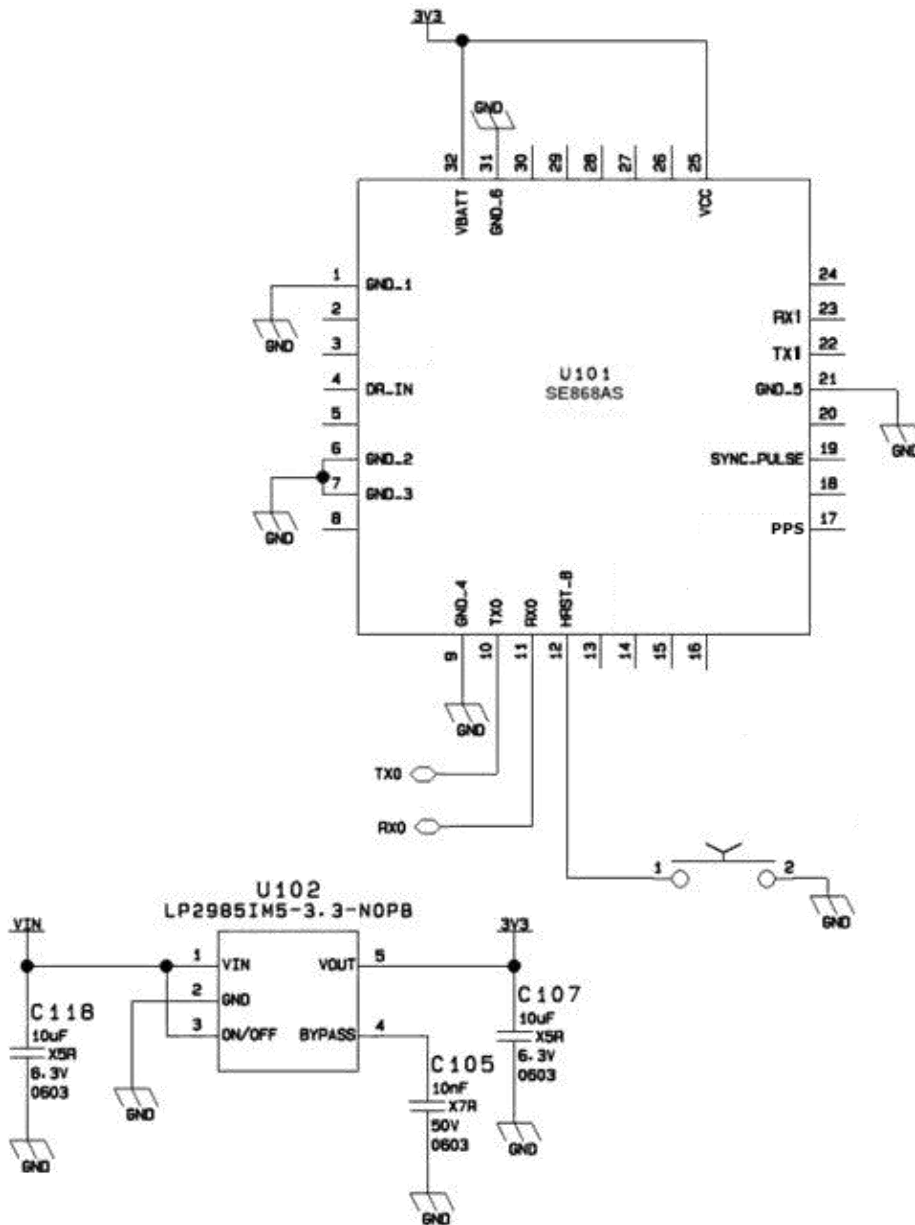 3V3
GND
32 31 30 29 28 27 26 25
VBATT GND_6 VCC
1 GND_1
GND
2
3
4 DR_IN
5
6 GND_2
7 GND_3
GND
8
U101
SE868AS
24
RX1 23
TX1 22
GND_5 21
GND
20
SYNC_PULSE 19
18
PPS 17
GND_4 TX0 RX0 HRST_B
9 10 11 12 13 14 15 16
GND
TX0
RX0
1 2
GND
U102
LP2985IM5-3.3-NOPB
VIN
3V3
1 VIN VOUT 5
2 GND
3 ON/OFF BYPASS 4
GND
C118
10uF
X5R
6.3V
0603
GND
C105
10nF
X7R
50V
0603
GND
C107
10uF
X5R
6.3V
0603
GND